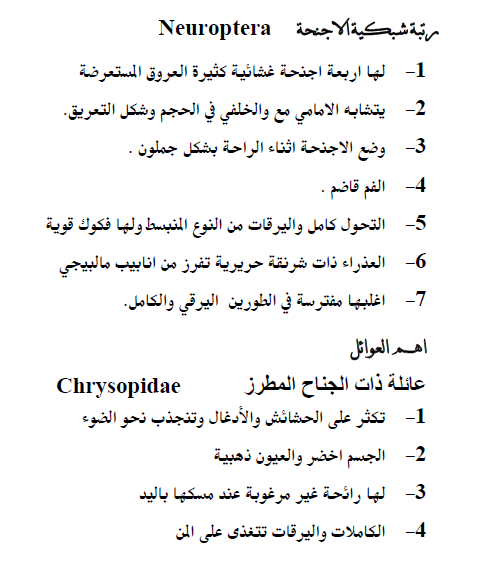 رتبة شبكية الاجنحة Neuroptera
1- لها اربعة اجنحة غشائية كثيرة العروق المستعرضة
2- يتشابه الامامي مع والخلفي في الحجم وشكل التعريق.
3- وضع الاجنحة اثناء الراحة بشكل جملون .
4- الفم قاضم .
5- التحول كامل واليرقات من النوع المنبسط ولها فكوك قوية
6- العذراء ذات شرنقة حريرية تفرز من انابيب مالبيجي
7- اغلبها مفترسة في الطورين اليرقي والكامل.
اهم العوائل
عائلة ذات الجناح المطرز Chrysopidae
1- تكثر على الحشائش والأدغال وتنجذب نحو الضوء
2- الجسم اخضر والعيون ذهبية
3- لها رائحة غير مرغوبة عند مسكها باليد
4- الكاملات واليرقات تتغذى على المن